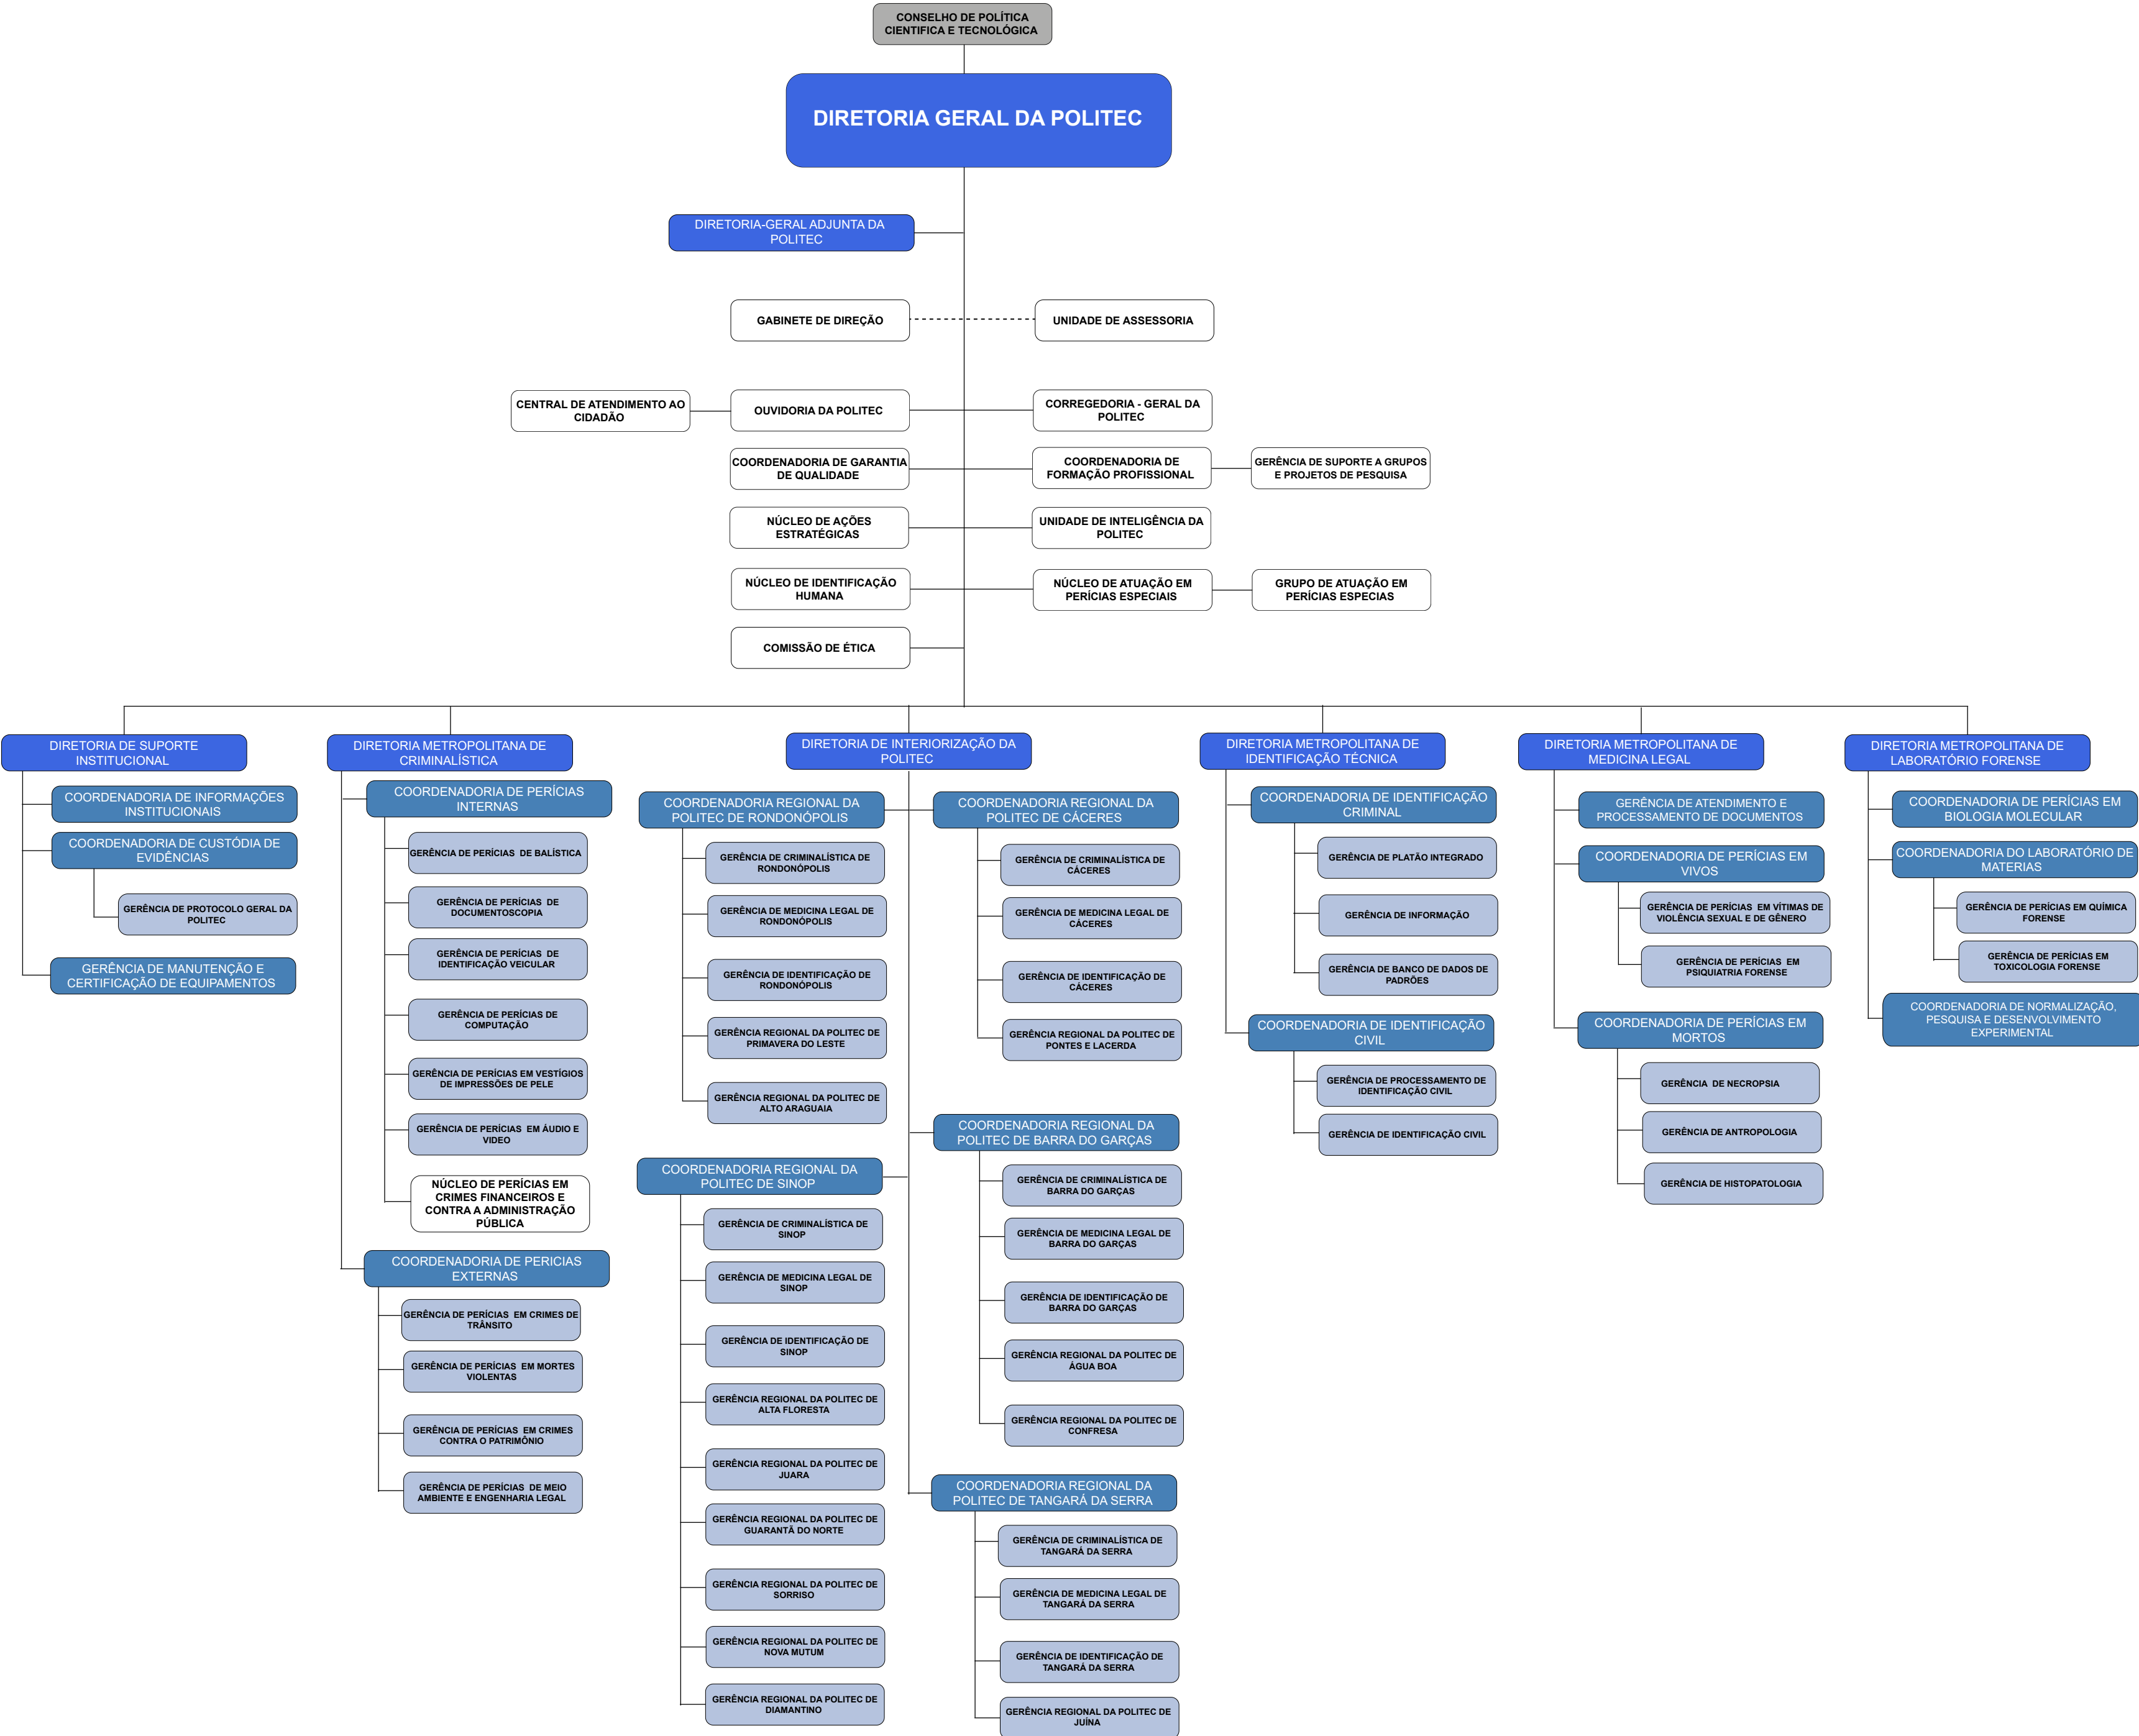 CONSELHO DE POLÍTICA
CIENTIFICA E TECNOLÓGICA
DIRETORIA GERAL DA POLITEC
DIRETORIA-GERAL ADJUNTA DA
POLITEC
GABINETE DE DIREÇÃO
UNIDADE DE ASSESSORIA
CENTRAL DE ATENDIMENTO AO
CIDADÃO
OUVIDORIA DA POLITEC
CORREGEDORIA - GERAL DA
POLITEC
COORDENADORIA DE GARANTIA
DE QUALIDADE
COORDENADORIA DE
FORMAÇÃO PROFISSIONAL
GERÊNCIA DE SUPORTE A GRUPOS
E PROJETOS DE PESQUISA
NÚCLEO DE AÇÕES
ESTRATÉGICAS
UNIDADE DE INTELIGÊNCIA DA
POLITEC
NÚCLEO DE IDENTIFICAÇÃO
HUMANA
NÚCLEO DE ATUAÇÃO EM
PERÍCIAS ESPECIAIS
GRUPO DE ATUAÇÃO EM
PERÍCIAS ESPECIAS
COMISSÃO DE ÉTICA
DIRETORIA DE SUPORTE
INSTITUCIONAL
COORDENADORIA DE INFORMAÇÕES
INSTITUCIONAIS
COORDENADORIA DE CUSTÓDIA DE
EVIDÊNCIAS
GERÊNCIA DE PROTOCOLO GERAL DA
POLITEC
GERÊNCIA DE MANUTENÇÃO E
CERTIFICAÇÃO DE EQUIPAMENTOS
DIRETORIA METROPOLITANA DE
CRIMINALÍSTICA
COORDENADORIA DE PERÍCIAS
INTERNAS
GERÊNCIA DE PERÍCIAS DE BALÍSTICA
GERÊNCIA DE PERÍCIAS DE
DOCUMENTOSCOPIA
GERÊNCIA DE PERÍCIAS DE
IDENTIFICAÇÃO VEICULAR
GERÊNCIA DE PERÍCIAS DE
COMPUTAÇÃO
GERÊNCIA DE PERÍCIAS EM VESTÍGIOS
DE IMPRESSÕES DE PELE
GERÊNCIA DE PERÍCIAS EM ÁUDIO E
VIDEO
NÚCLEO DE PERÍCIAS EM
CRIMES FINANCEIROS E
CONTRA A ADMINISTRAÇÃO
PÚBLICA
COORDENADORIA DE PERICIAS
EXTERNAS
GERÊNCIA DE PERÍCIAS EM CRIMES DE
TRÂNSITO
GERÊNCIA DE PERÍCIAS EM MORTES
VIOLENTAS
GERÊNCIA DE PERÍCIAS EM CRIMES
CONTRA O PATRIMÔNIO
GERÊNCIA DE PERÍCIAS DE MEIO
AMBIENTE E ENGENHARIA LEGAL
DIRETORIA DE INTERIORIZAÇÃO DA
POLITEC
COORDENADORIA REGIONAL DA
POLITEC DE RONDONÓPOLIS
GERÊNCIA DE CRIMINALÍSTICA DE
RONDONÓPOLIS
GERÊNCIA DE MEDICINA LEGAL DE
RONDONÓPOLIS
GERÊNCIA DE IDENTIFICAÇÃO DE
RONDONÓPOLIS
GERÊNCIA REGIONAL DA POLITEC DE
PRIMAVERA DO LESTE
GERÊNCIA REGIONAL DA POLITEC DE
ALTO ARAGUAIA
COORDENADORIA REGIONAL DA
POLITEC DE SINOP
GERÊNCIA DE CRIMINALÍSTICA DE
SINOP
GERÊNCIA DE MEDICINA LEGAL DE
SINOP
GERÊNCIA DE IDENTIFICAÇÃO DE
SINOP
GERÊNCIA REGIONAL DA POLITEC DE
ALTA FLORESTA
GERÊNCIA REGIONAL DA POLITEC DE
JUARA
GERÊNCIA REGIONAL DA POLITEC DE
GUARANTÃ DO NORTE
GERÊNCIA REGIONAL DA POLITEC DE
SORRISO
GERÊNCIA REGIONAL DA POLITEC DE
NOVA MUTUM
GERÊNCIA REGIONAL DA POLITEC DE
DIAMANTINO
COORDENADORIA REGIONAL DA
POLITEC DE CÁCERES
GERÊNCIA DE CRIMINALÍSTICA DE
CÁCERES
GERÊNCIA DE MEDICINA LEGAL DE
CÁCERES
GERÊNCIA DE IDENTIFICAÇÃO DE
CÁCERES
GERÊNCIA REGIONAL DA POLITEC DE
PONTES E LACERDA
COORDENADORIA REGIONAL DA
POLITEC DE BARRA DO GARÇAS
GERÊNCIA DE CRIMINALÍSTICA DE
BARRA DO GARÇAS
GERÊNCIA DE MEDICINA LEGAL DE
BARRA DO GARÇAS
GERÊNCIA DE IDENTIFICAÇÃO DE
BARRA DO GARÇAS
GERÊNCIA REGIONAL DA POLITEC DE
ÁGUA BOA
GERÊNCIA REGIONAL DA POLITEC DE
CONFRESA
COORDENADORIA REGIONAL DA
POLITEC DE TANGARÁ DA SERRA
GERÊNCIA DE CRIMINALÍSTICA DE
TANGARÁ DA SERRA
GERÊNCIA DE MEDICINA LEGAL DE
TANGARÁ DA SERRA
GERÊNCIA DE IDENTIFICAÇÃO DE
TANGARÁ DA SERRA
GERÊNCIA REGIONAL DA POLITEC DE
JUÍNA
DIRETORIA METROPOLITANA DE
IDENTIFICAÇÃO TÉCNICA
COORDENADORIA DE IDENTIFICAÇÃO
CRIMINAL
GERÊNCIA DE PLATÃO INTEGRADO
GERÊNCIA DE INFORMAÇÃO
GERÊNCIA DE BANCO DE DADOS DE
PADRÕES
COORDENADORIA DE IDENTIFICAÇÃO
CIVIL
GERÊNCIA DE PROCESSAMENTO DE
IDENTIFICAÇÃO CIVIL
GERÊNCIA DE IDENTIFICAÇÃO CIVIL
DIRETORIA METROPOLITANA DE
MEDICINA LEGAL
GERÊNCIA DE ATENDIMENTO E
PROCESSAMENTO DE DOCUMENTOS
COORDENADORIA DE PERÍCIAS EM
VIVOS
GERÊNCIA DE PERÍCIAS EM VÍTIMAS DE
VIOLÊNCIA SEXUAL E DE GÊNERO
GERÊNCIA DE PERÍCIAS EM
PSIQUIATRIA FORENSE
COORDENADORIA DE PERÍCIAS EM
MORTOS
GERÊNCIA DE NECROPSIA
GERÊNCIA DE ANTROPOLOGIA
GERÊNCIA DE HISTOPATOLOGIA
DIRETORIA METROPOLITANA DE
LABORATÓRIO FORENSE
COORDENADORIA DE PERÍCIAS EM
BIOLOGIA MOLECULAR
COORDENADORIA DO LABORATÓRIO DE
MATERIAS
GERÊNCIA DE PERÍCIAS EM QUÍMICA
FORENSE
GERÊNCIA DE PERÍCIAS EM
TOXICOLOGIA FORENSE
COORDENADORIA DE NORMALIZAÇÃO,
PESQUISA E DESENVOLVIMENTO
EXPERIMENTAL